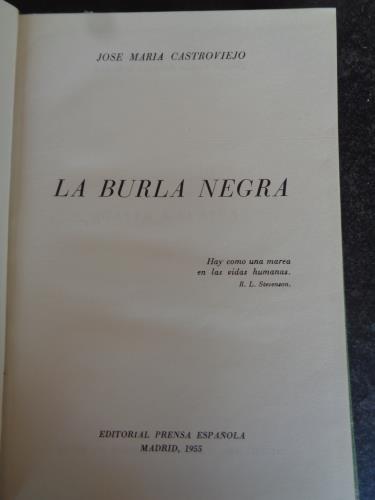 JOSE MARIA CASTROVIEJO
LA BURLA NEGRA
Hay como una marea
en las vidas humanas.
R. L. Stevenson.
EDITORIAL PRENSA ESPAÑOLA
MADRID, 1955